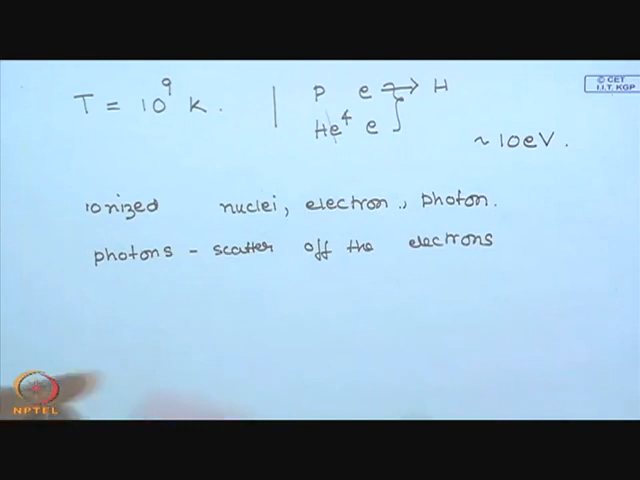 T = 10⁹ K. | P e ⇌ H
He⁴ e
~ 10eV.
ionized nuclei, electron., photon.
photons - scatter off the electrons
© CET
I.I.T. KGP
NPTEL